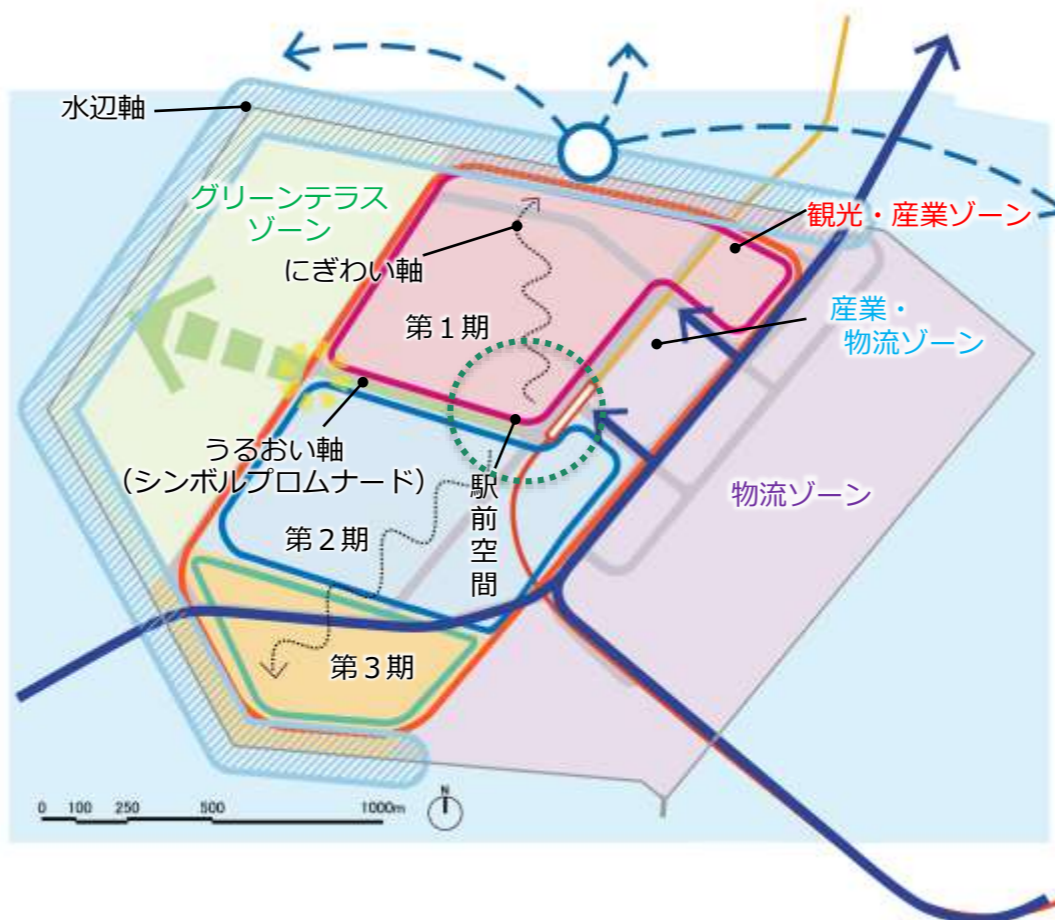 水辺軸
グリーンテラス
ゾーン
にぎわい軸
観光・産業ゾーン
産業・
物流ゾーン
第１期
うるおい軸
（シンボルプロムナード）
駅前空間
物流ゾーン
第２期
第３期
0 100 250 500 1000m
N